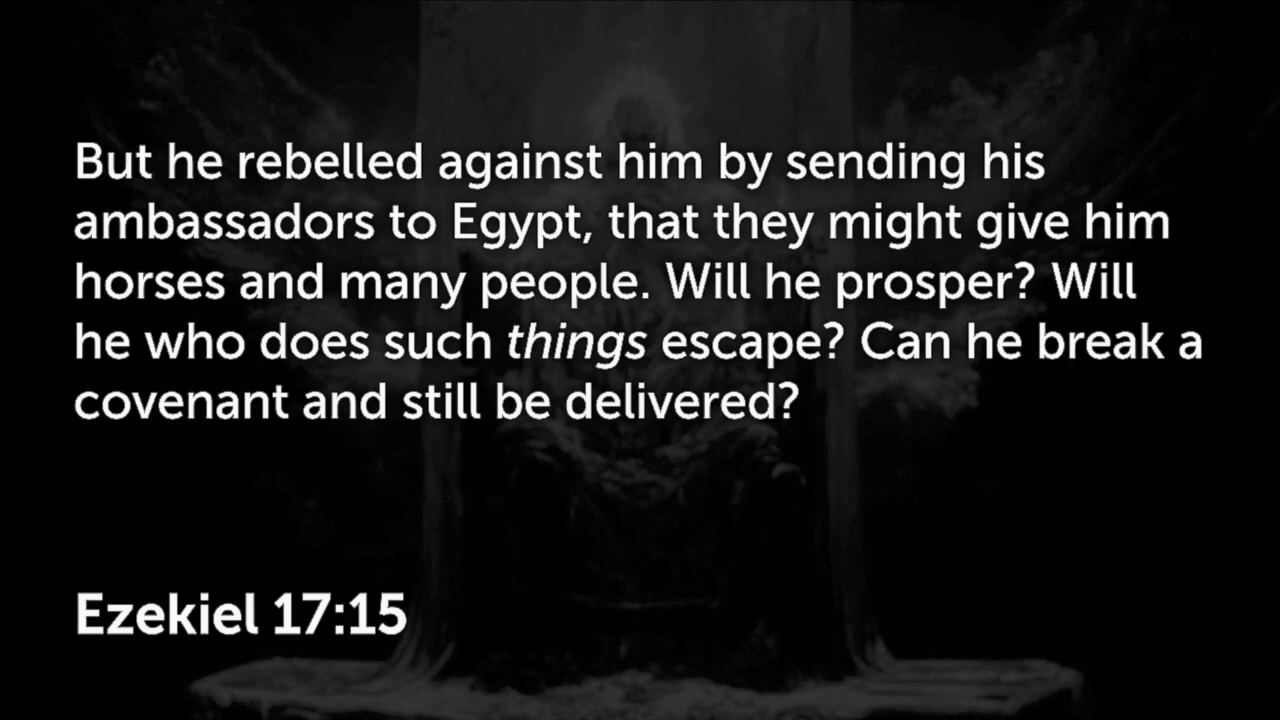 But he rebelled against him by sending his
ambassadors to Egypt, that they might give him
horses and many people. Will he prosper? Will
he who does such things escape? Can he break a
covenant and still be delivered?
Ezekiel 17:15